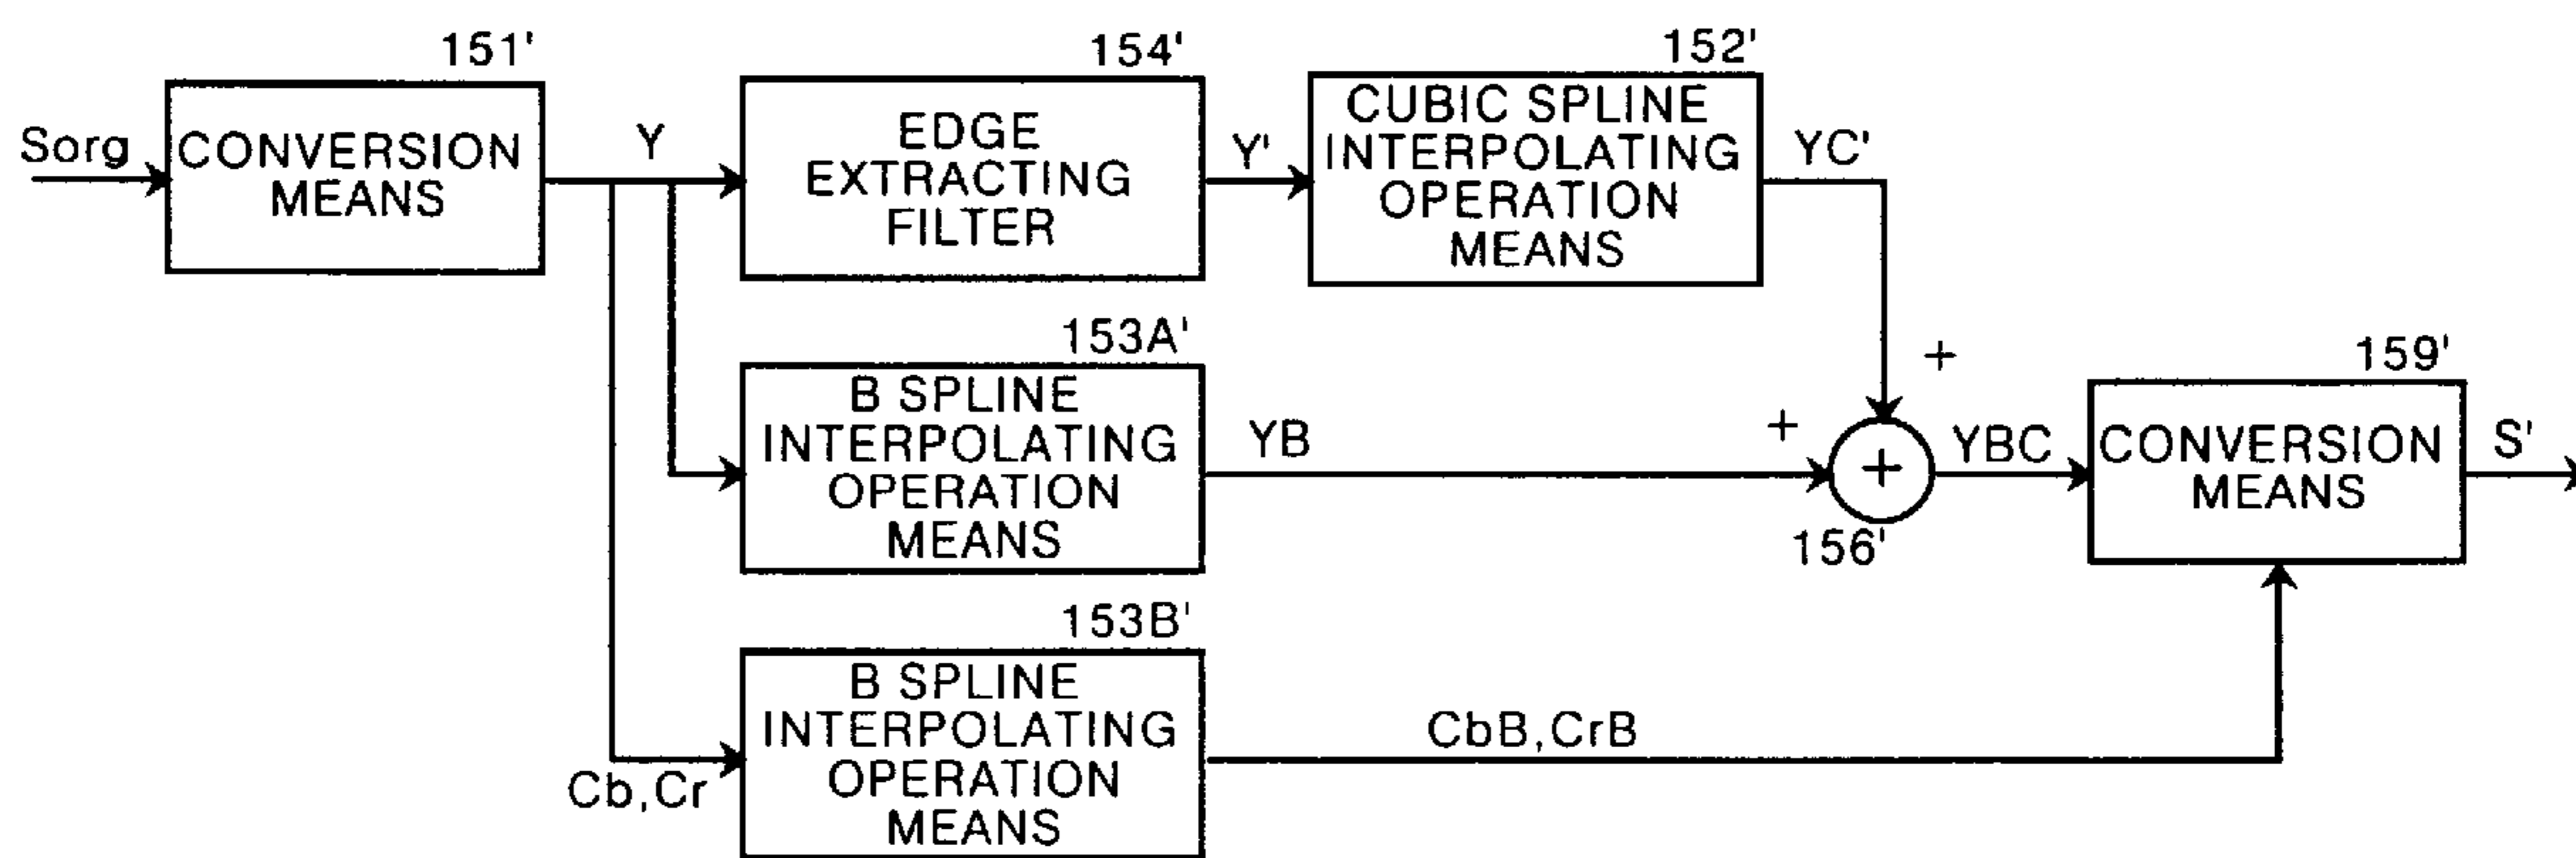 151'
154'
152'
Sorg
CONVERSION
MEANS
Y
EDGE
EXTRACTING
FILTER
Y'
CUBIC SPLINE
INTERPOLATING
OPERATION
MEANS
YC'
153A'
B SPLINE
INTERPOLATING
OPERATION
MEANS
YB
+
+
+
156'
YBC
159'
CONVERSION
MEANS
S'
153B'
Cb,Cr
B SPLINE
INTERPOLATING
OPERATION
MEANS
CbB,CrB